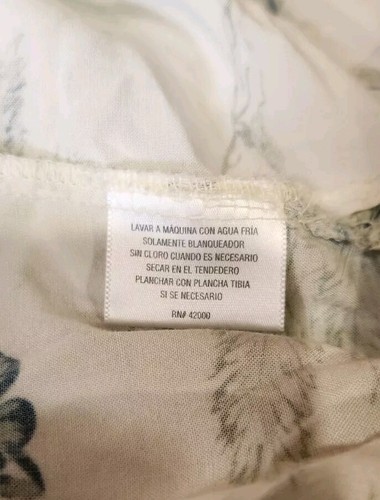 LAVAR A MÁQUINA CON AGUA FRÍA
SOLAMENTE BLANQUEADOR
SIN CLORO CUANDO ES NECESARIO
SECAR EN EL TENDEDERO
PLANCHAR CON PLANCHA TIBIA
SI SE NECESARIO
RN# 42000